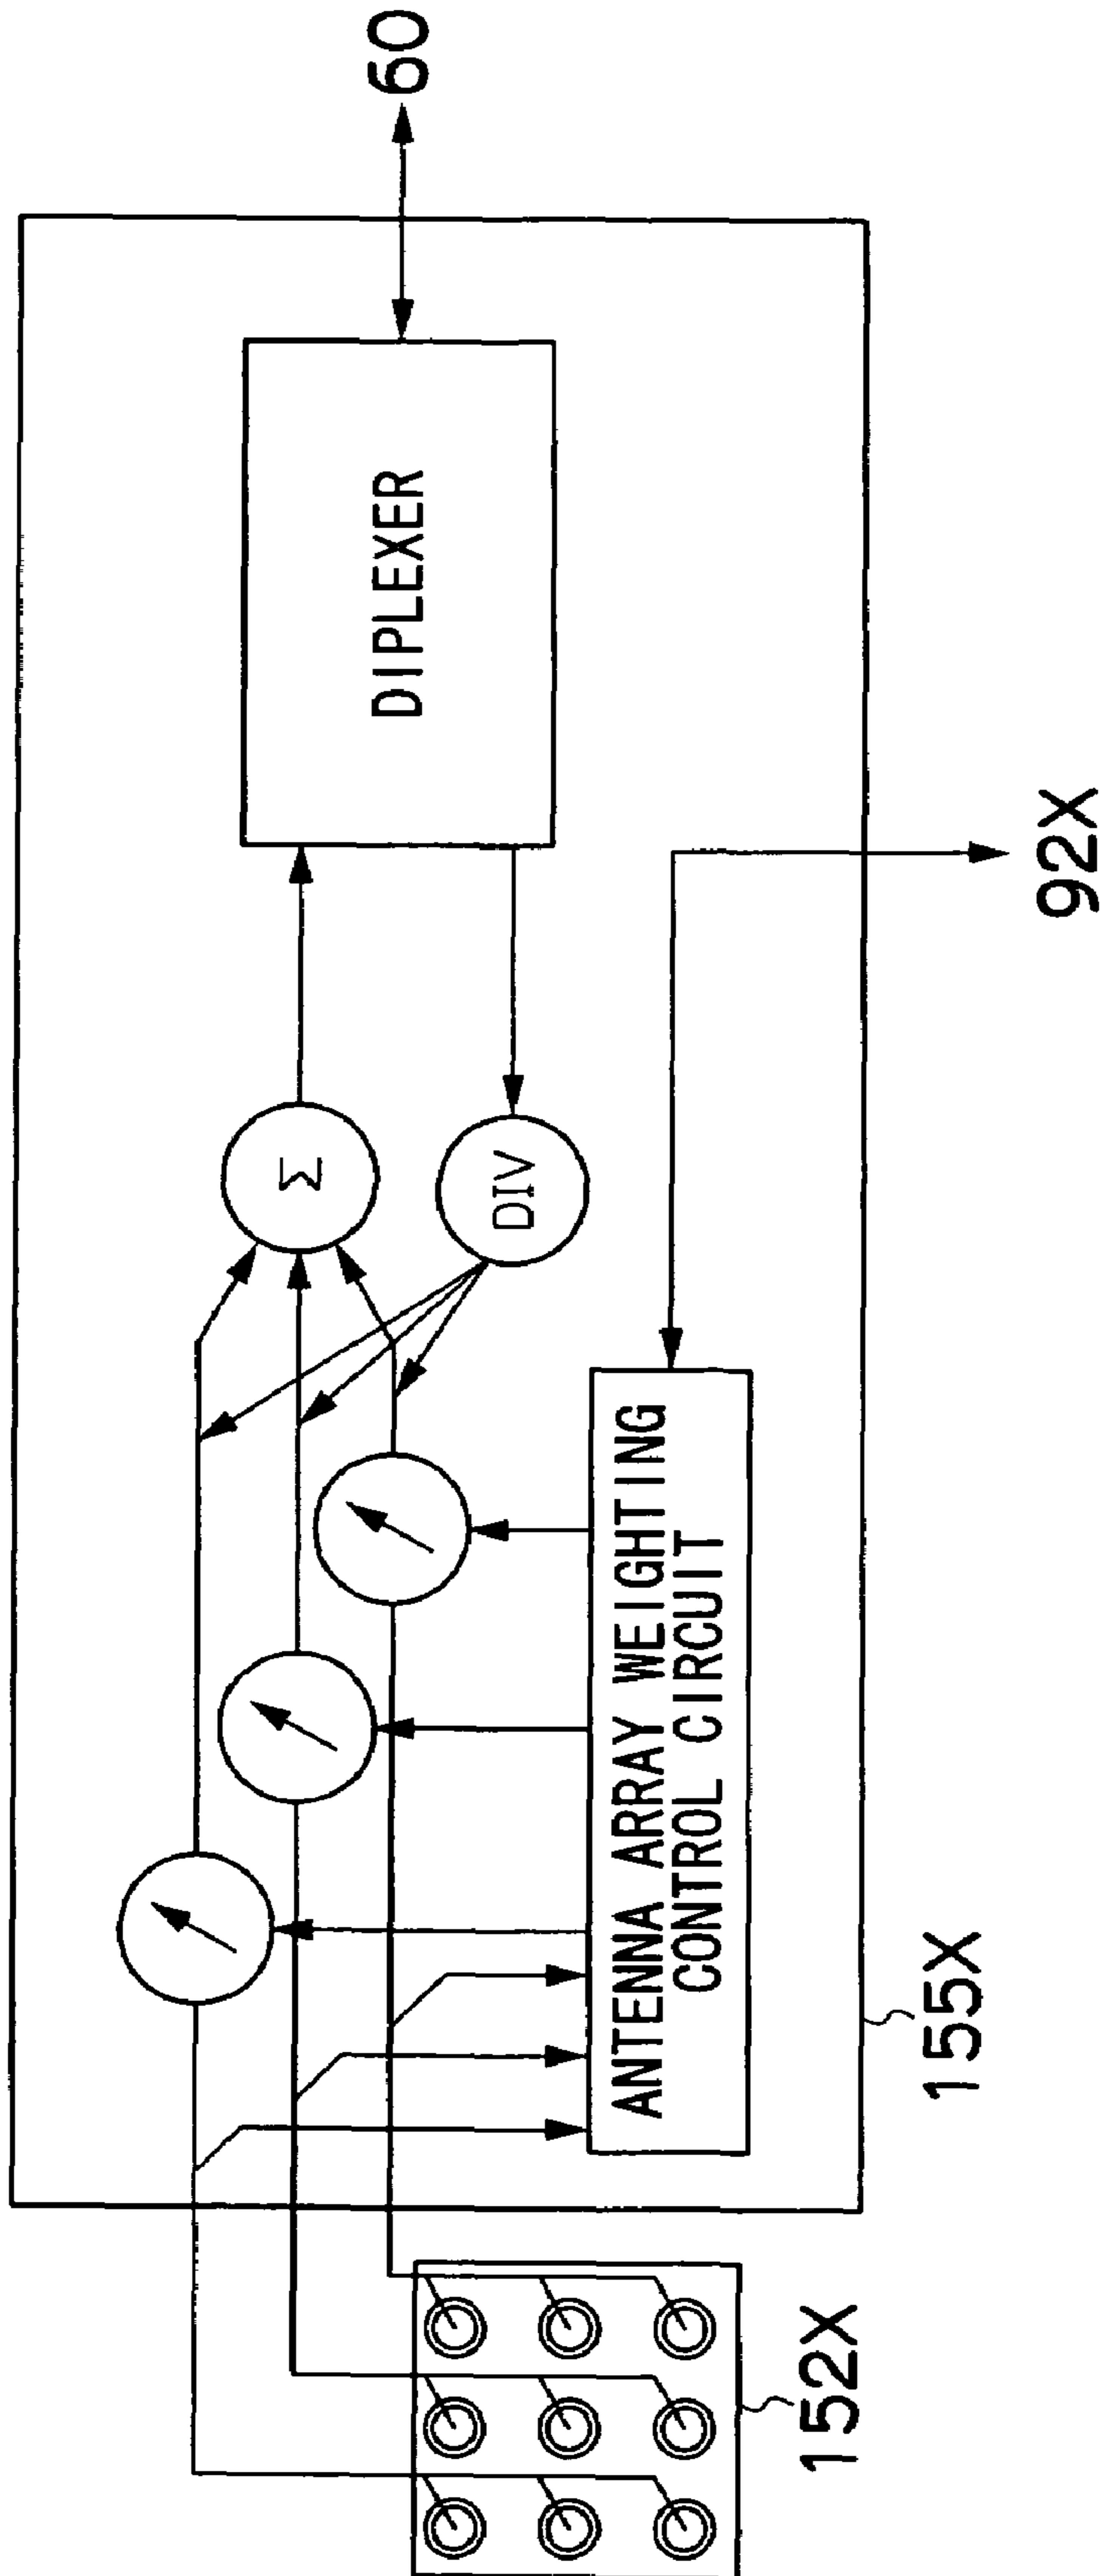 60
DIPLEXER
Σ
DIV
92X
ANTENNA ARRAY WEIGHTING
CONTROL CIRCUIT
155X
152X